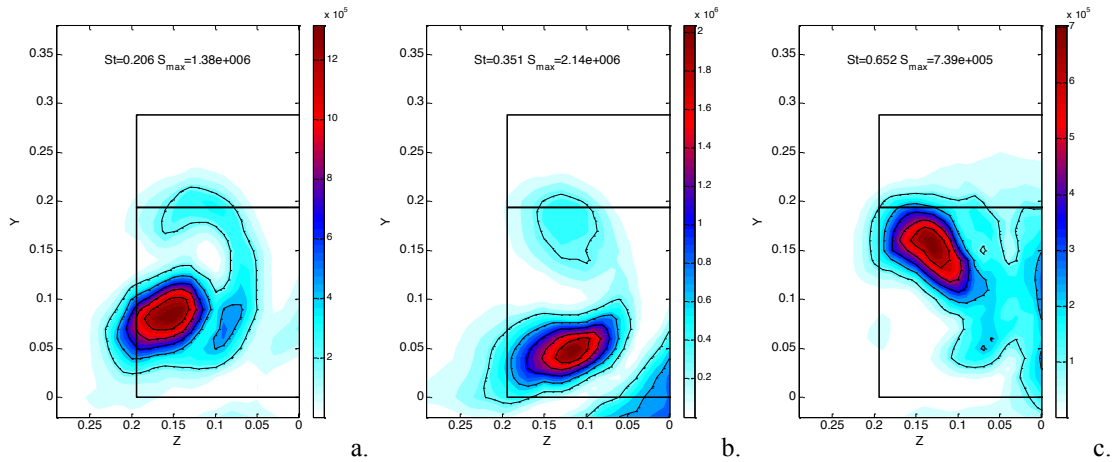 x 10^5
0.35
St=0.206 S_max=1.38e+006
0.3
0.25
0.2
0.15
0.1
0.05
0
0.25 0.2 0.15 0.1 0.05 0
Y
Z
12
10
8
6
4
2
a.
x 10^6
0.35
St=0.351 S_max=2.14e+006
0.3
0.25
0.2
0.15
0.1
0.05
0
0.25 0.2 0.15 0.1 0.05 0
Y
Z
2
1.8
1.6
1.4
1.2
1
0.8
0.6
0.4
0.2
b.
x 10^5
0.35
St=0.652 S_max=7.39e+005
0.3
0.25
0.2
0.15
0.1
0.05
0
0.25 0.2 0.15 0.1 0.05 0
Y
Z
7
6
5
4
3
2
1
c.